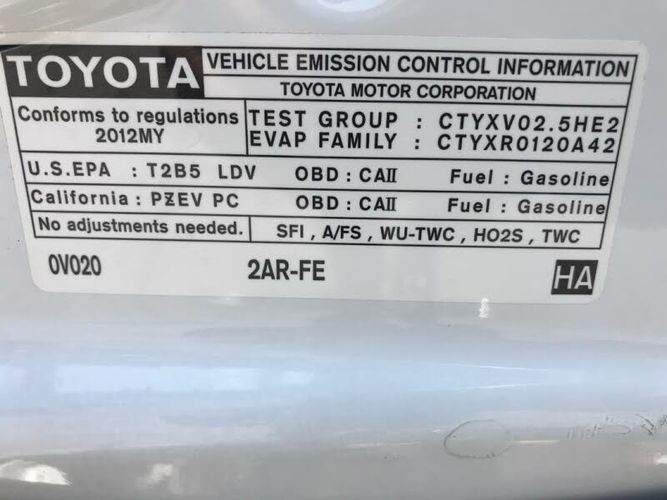 TOYOTA
VEHICLE EMISSION CONTROL INFORMATION
TOYOTA MOTOR CORPORATION
Conforms to regulations
2012MY
TEST GROUP : CTYXV02.5HE2
EVAP FAMILY : CTYXR0120A42
U.S.EPA : T2B5 LDV OBD : CAⅡ Fuel : Gasoline
California : PZEV PC OBD : CAⅡ Fuel : Gasoline
No adjustments needed. SFI , A/FS , WU-TWC , HO2S , TWC
0V020 2AR-FE HA